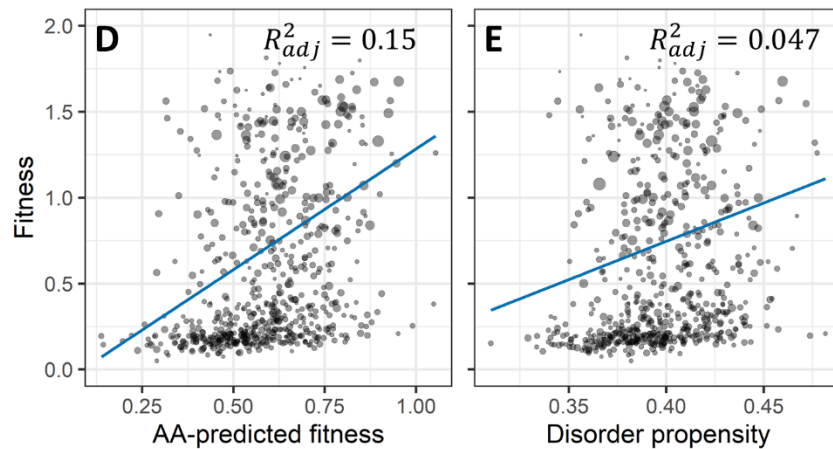 D
R²adj = 0.15
E
R²adj = 0.047
Fitness
2.0
1.5
1.0
0.5
0.0
0.25 0.50 0.75 1.00
0.35 0.40 0.45
AA-predicted fitness
Disorder propensity